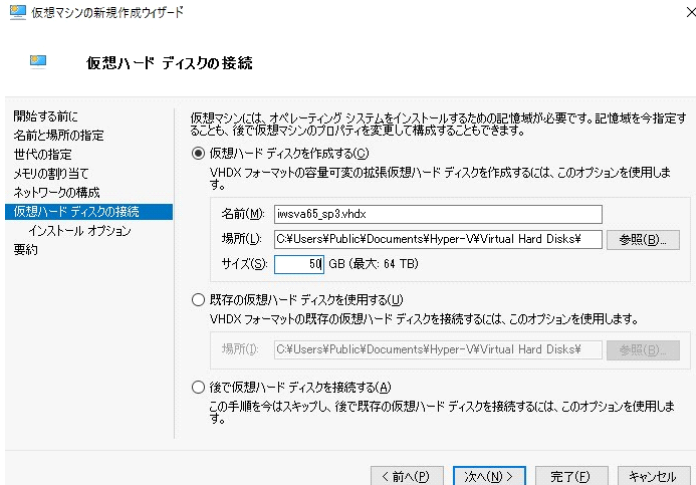 仮想マシンの新規作成ウィザード
仮想ハード ディスクの接続
開始する前に
名前と場所の指定
世代の指定
メモリの割り当て
ネットワークの構成
仮想ハード ディスクの接続
インストール オプション
要約
仮想マシンには、オペレーティング システムをインストールするための記憶域が必要です。記憶域を今指定す
ることも、後で仮想マシンのプロパティを変更して構成することもできます。
仮想ハード ディスクを作成する(C)
VHDX フォーマットの容量可変の拡張仮想ハード ディスクを作成するには、このオプションを使用しま
す。
名前(M): iwsva65_sp3.vhdx
場所(L): C:¥Users¥Public¥Documents¥Hyper-V¥Virtual Hard Disks¥ 参照(B)...
サイズ(S): 50 GB (最大: 64 TB)
既存の仮想ハード ディスクを使用する(U)
VHDX フォーマットの既存の仮想ハード ディスクを接続するには、このオプションを使用します。
場所(I): C:¥Users¥Public¥Documents¥Hyper-V¥Virtual Hard Disks¥ 参照(B)...
後で仮想ハード ディスクを接続する(A)
この手順を今はスキップし、後で既存の仮想ハード ディスクを接続するには、このオプションを使用しま
す。
< 前へ(P) 次へ(N) > 完了(F) キャンセル